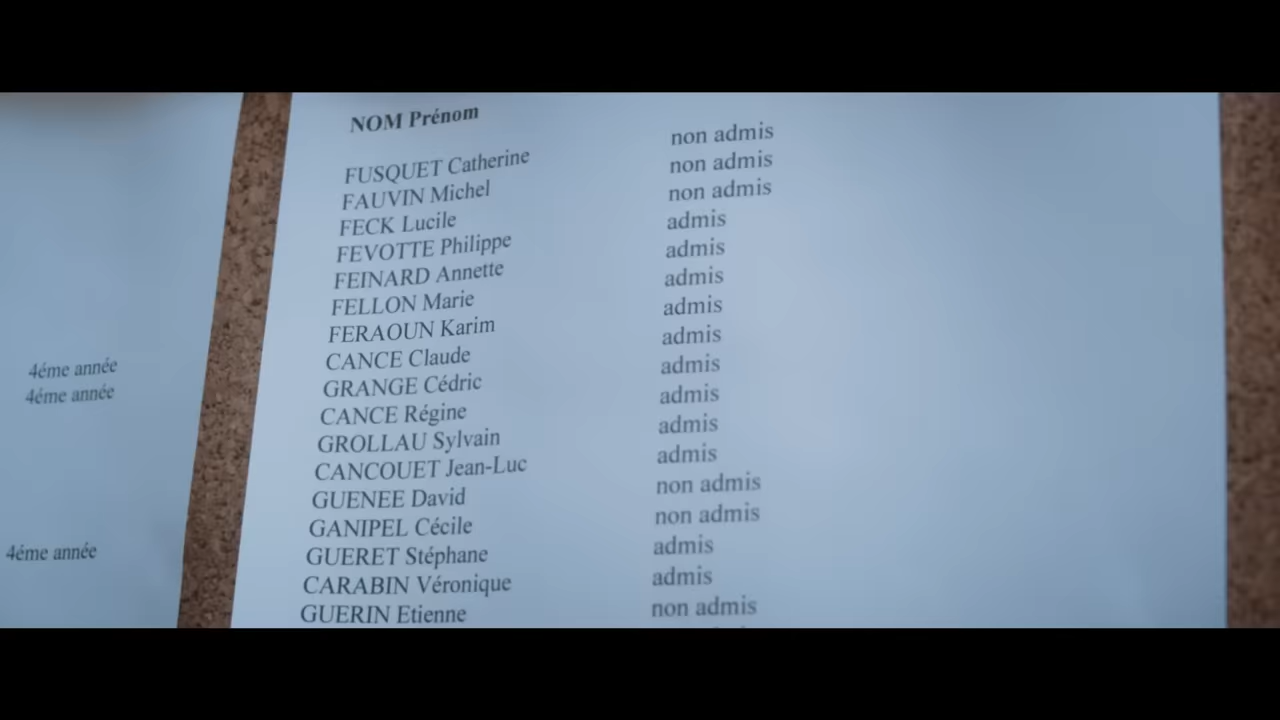 4éme année
4éme année
4éme année
NOM Prénom
FUSQUET Catherine non admis
FAUVIN Michel non admis
FECK Lucile non admis
FEVOTTE Philippe admis
FEINARD Annette admis
FELLON Marie admis
FERAOUN Karim admis
CANCE Claude admis
GRANGE Cédric admis
CANCE Régine admis
GROLLAU Sylvain admis
CANCOUET Jean-Luc admis
GUENEE David non admis
GANIPEL Cécile non admis
GUERET Stéphane admis
CARABIN Véronique admis
GUERIN Etienne non admis